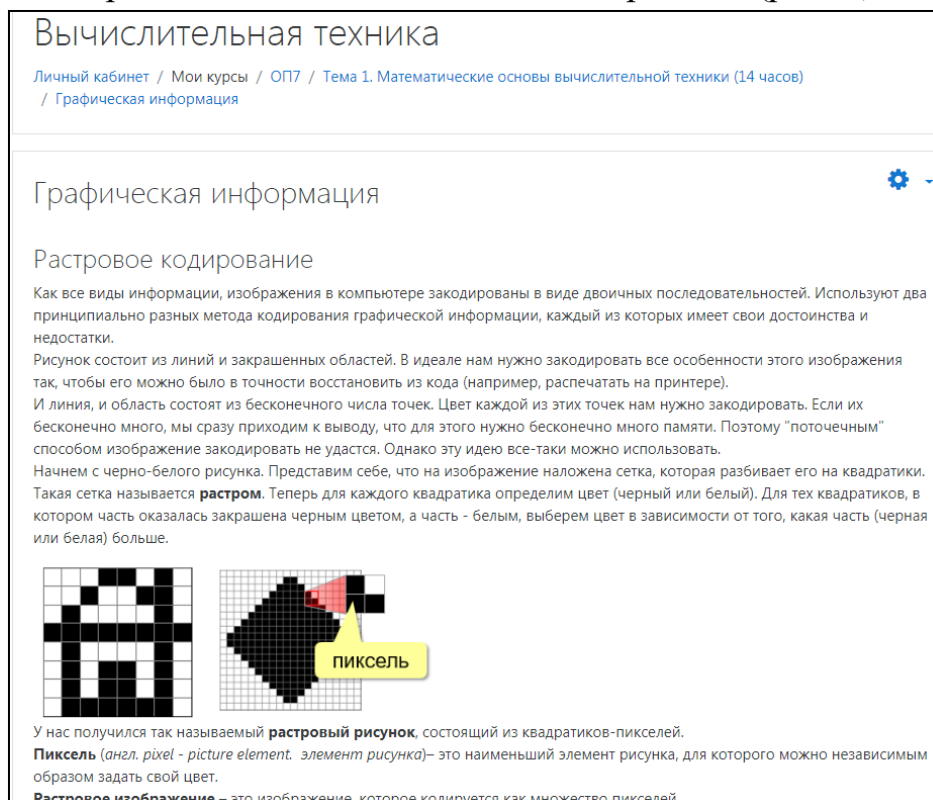 Вычислительная техника
Личный кабинет / Мои курсы / ОП7 / Тема 1. Математические основы вычислительной техники (14 часов)
/ Графическая информация
Графическая информация
Растровое кодирование
Как все виды информации, изображения в компьютере закодированы в виде двоичных последовательностей. Используют два
принципиально разных метода кодирования графической информации, каждый из которых имеет свои достоинства и
недостатки.
Рисунок состоит из линий и закрашенных областей. В идеале нам нужно закодировать все особенности этого изображения
так, чтобы его можно было в точности восстановить из кода (например, распечатать на принтере).
И линия, и область состоят из бесконечного числа точек. Цвет каждой из этих точек нам нужно закодировать. Если их
бесконечно много, мы сразу приходим к выводу, что для этого нужно бесконечно много памяти. Поэтому "поточечным"
способом изображение закодировать не удастся. Однако эту идею все-таки можно использовать.
Начнем с черно-белого рисунка. Представим себе, что на изображение наложена сетка, которая разбивает его на квадратики.
Такая сетка называется растром. Теперь для каждого квадратика определим цвет (черный или белый). Для тех квадратиков, в
котором часть оказалась закрашена черным цветом, а часть - белым, выберем цвет в зависимости от того, какая часть (черная
или белая) больше.
пиксель
У нас получился так называемый растровый рисунок, состоящий из квадратиков-пикселей.
Пиксель (англ. pixel - picture element. элемент рисунка)– это наименьший элемент рисунка, для которого можно независимым
образом задать свой цвет.
Растровое изображение – это изображение, которое кодируется как множество пикселей